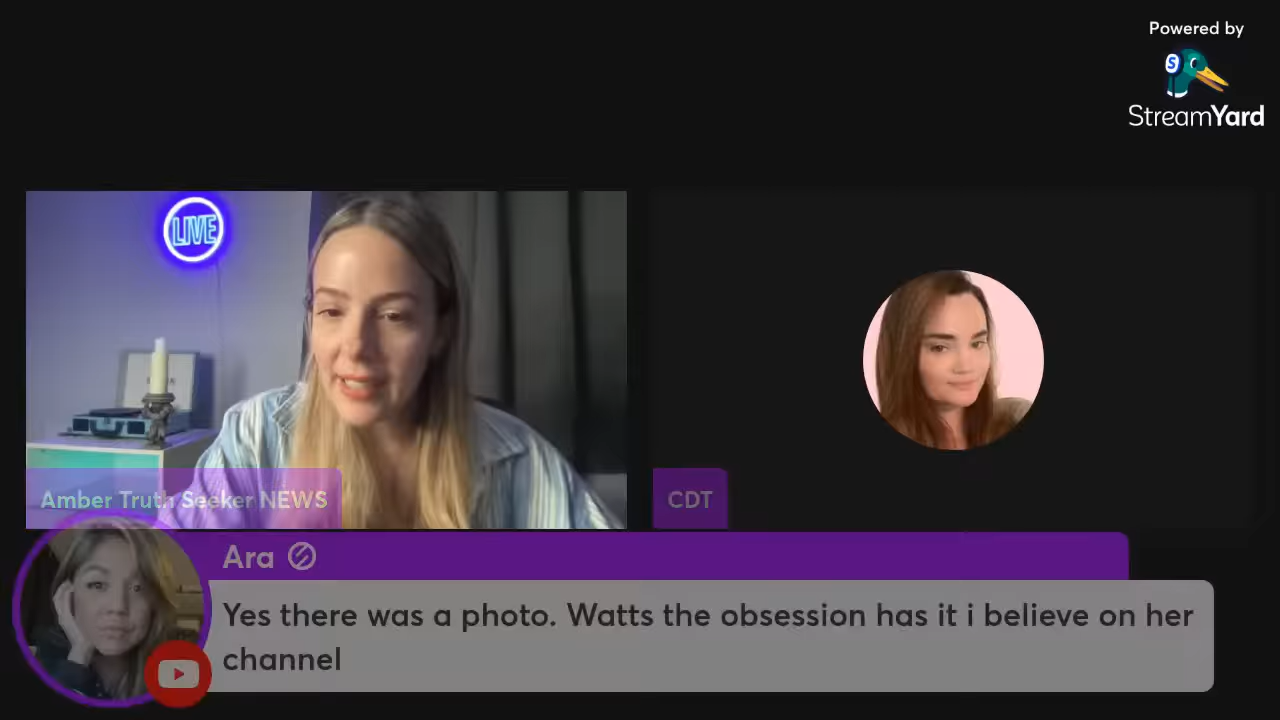 Powered by
StreamYard
LIVE
Amber Truth Seeker NEWS
CDT
Ara
Yes there was a photo. Watts the obsession has it i believe on her
channel